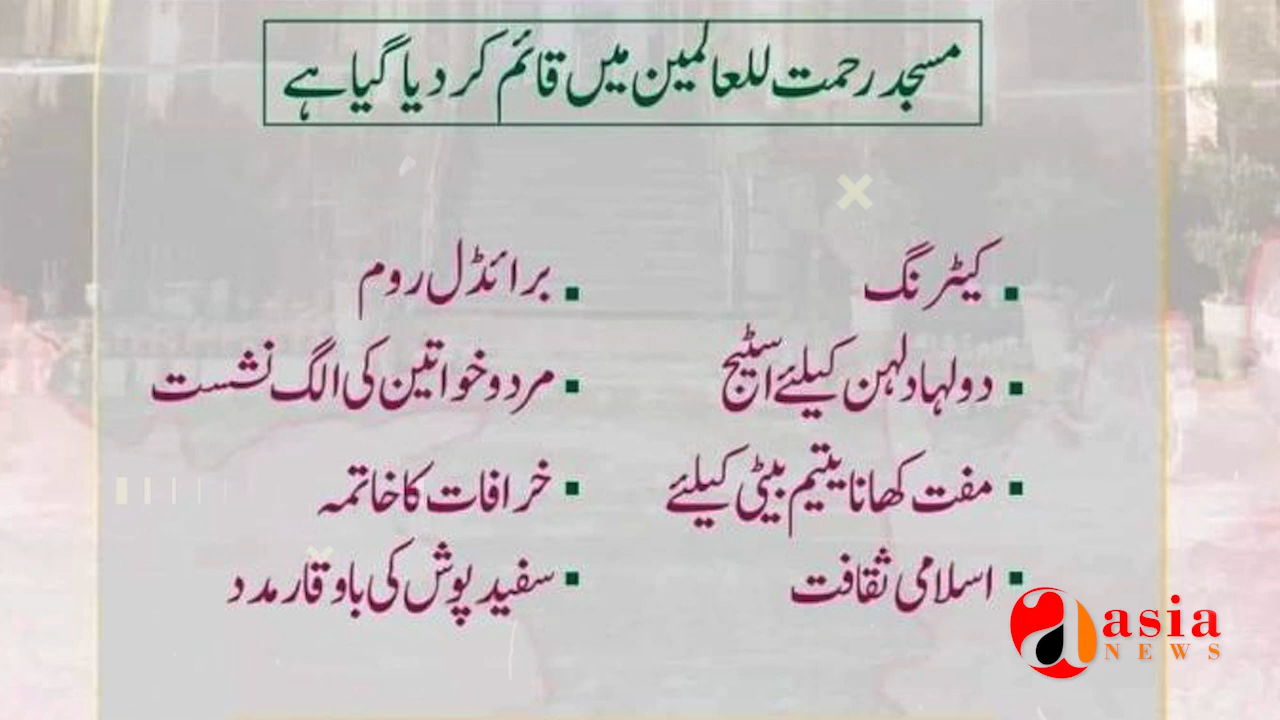 مسجد رحمت للعالمین میں قائم کر دیا گیا ہے
▪ کیٹرنگ
▪ برائڈل روم
▪ دولہا دلہن کیلئے اسٹیج
▪ مرد و خواتین کی الگ نشست
▪ مفت کھانا یتیم بیٹی کیلئے
▪ خرافات کا خاتمہ
▪ اسلامی ثقافت
▪ سفید پوش کی باوقار مدد
asia
NEWS